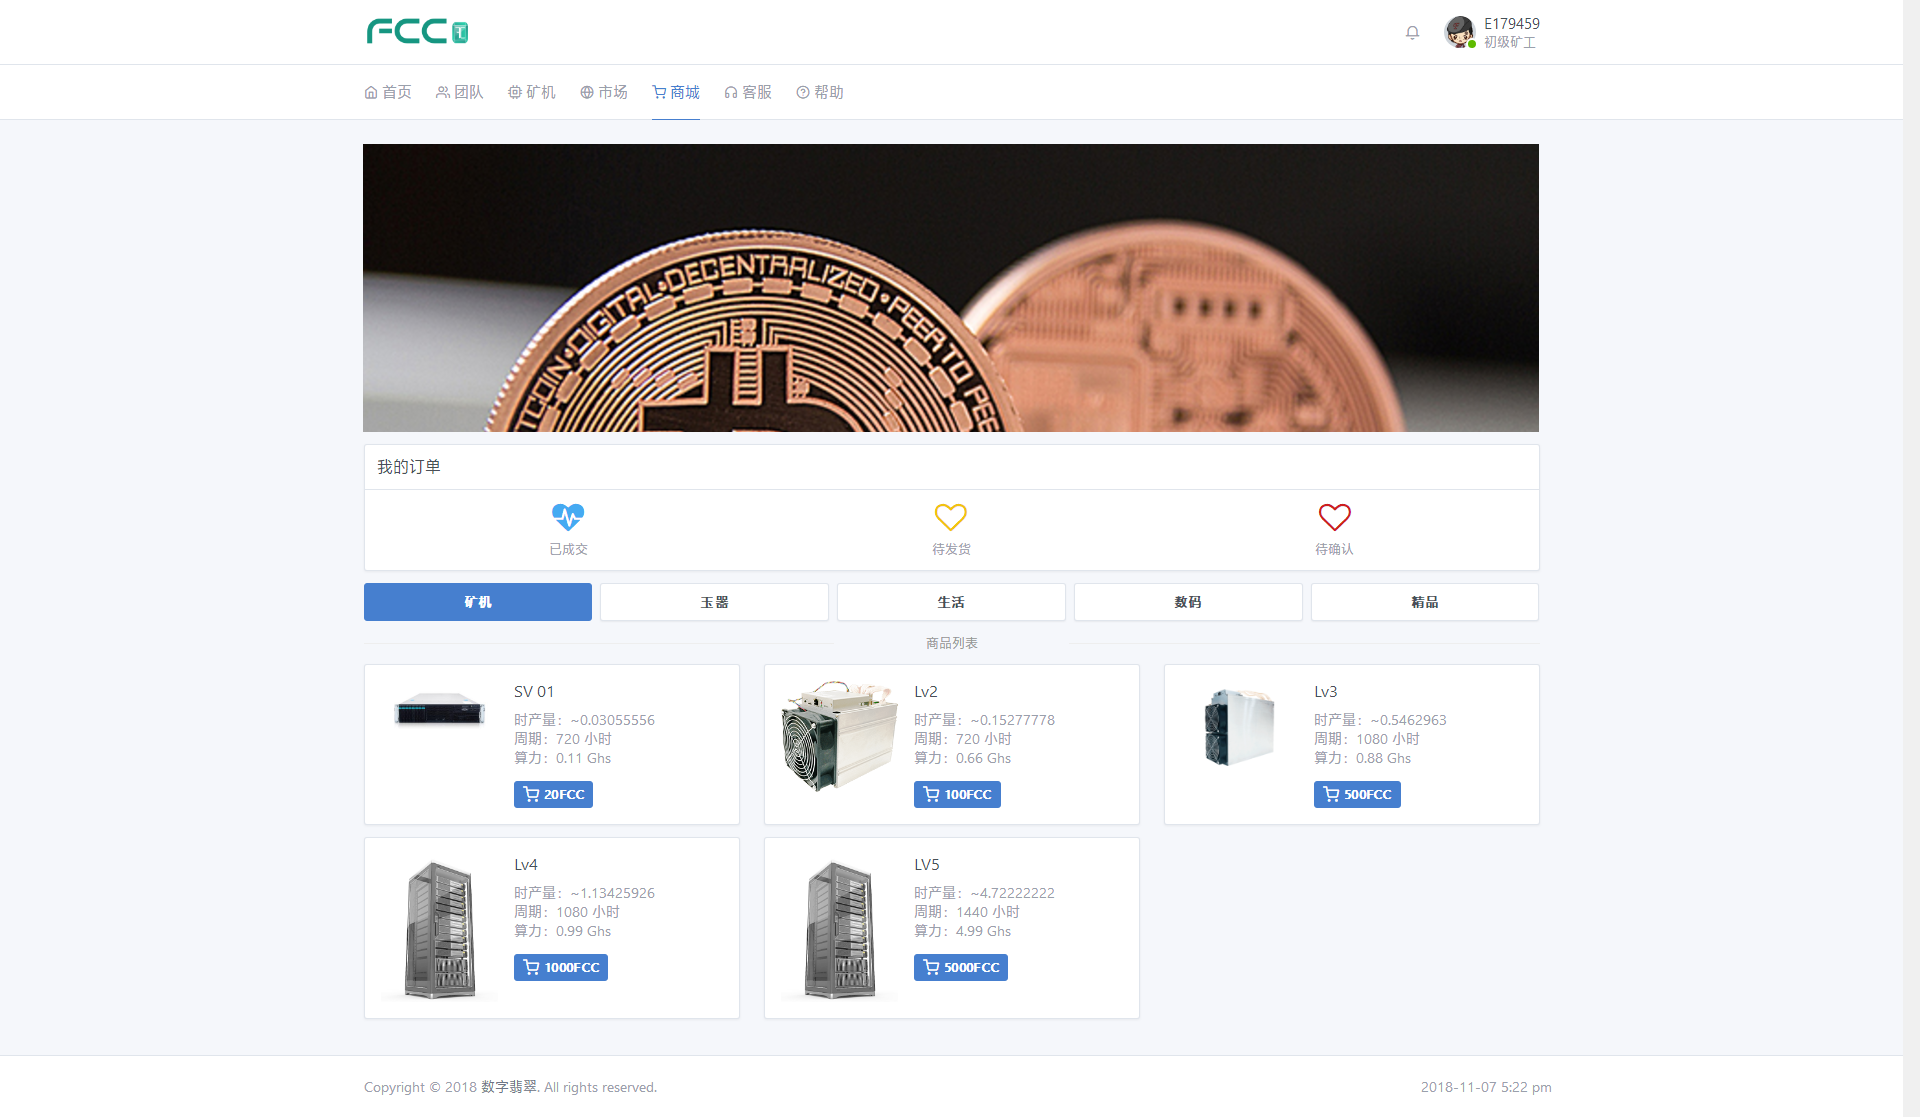 FCC
E179459
初级矿工
首页 团队 矿机 市场 商城 客服 帮助
DIGITAL•DECENTRALIZED•PEER TO PEE
TCOIN
我的订单
已成交 待发货 待确认
矿机 玉器 生活 数码 精品
商品列表
SV 01
时产量：~0.03055556
周期：720 小时
算力：0.11 Ghs
20FCC
Lv2
时产量：~0.15277778
周期：720 小时
算力：0.66 Ghs
100FCC
Lv3
时产量：~0.5462963
周期：1080 小时
算力：0.88 Ghs
500FCC
Lv4
时产量：~1.13425926
周期：1080 小时
算力：0.99 Ghs
1000FCC
LV5
时产量：~4.72222222
周期：1440 小时
算力：4.99 Ghs
5000FCC
Copyright © 2018 数字翡翠. All rights reserved.
2018-11-07 5:22 pm